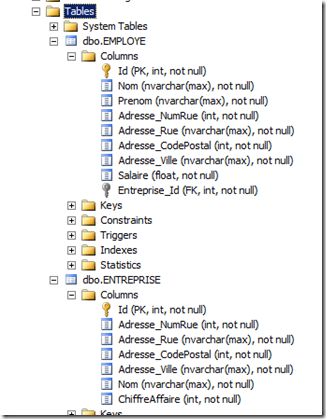 Tables
System Tables
dbo.EMPLOYE
Columns
Id (PK, int, not null)
Nom (nvarchar(max), not null)
Prenom (nvarchar(max), not null)
Adresse_NumRue (int, not null)
Adresse_Rue (nvarchar(max), not null)
Adresse_CodePostal (int, not null)
Adresse_Ville (nvarchar(max), not null)
Salaire (float, not null)
Entreprise_Id (FK, int, not null)
Keys
Constraints
Triggers
Indexes
Statistics
dbo.ENTREPRISE
Columns
Id (PK, int, not null)
Adresse_NumRue (int, not null)
Adresse_Rue (nvarchar(max), not null)
Adresse_CodePostal (int, not null)
Adresse_Ville (nvarchar(max), not null)
Nom (nvarchar(max), not null)
ChiffreAffaire (int, not null)
Keys